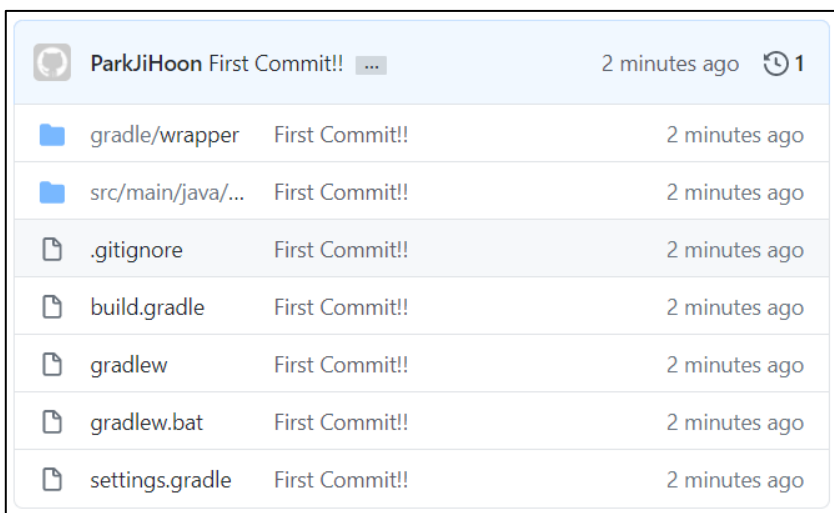 ParkJiHoon First Commit!! ... 2 minutes ago 1
gradle/wrapper First Commit!! 2 minutes ago
src/main/java/... First Commit!! 2 minutes ago
.gitignore First Commit!! 2 minutes ago
build.gradle First Commit!! 2 minutes ago
gradlew First Commit!! 2 minutes ago
gradlew.bat First Commit!! 2 minutes ago
settings.gradle First Commit!! 2 minutes ago